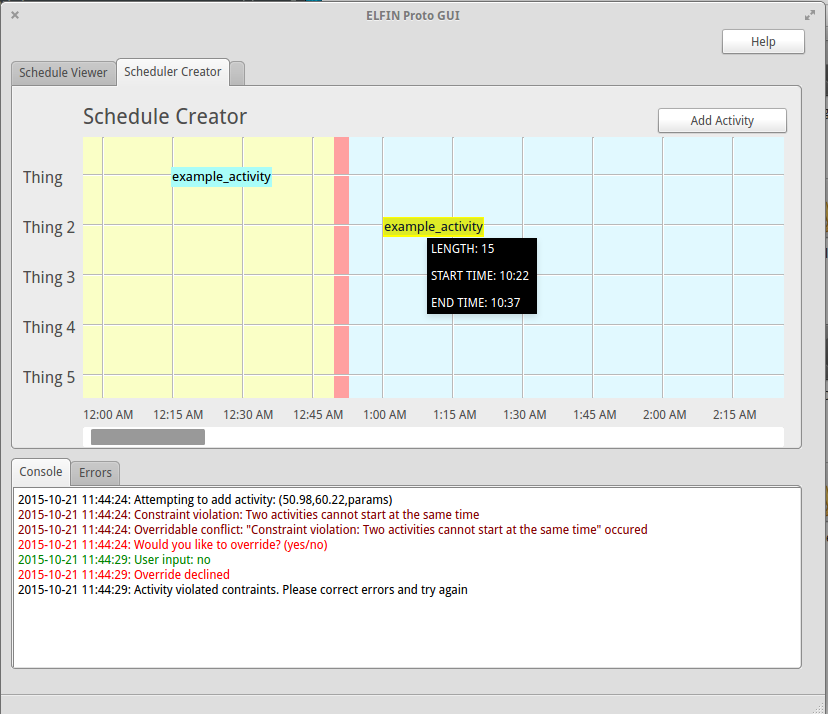 ELFIN Proto GUI
Help
Schedule Viewer
Scheduler Creator
Schedule Creator
Add Activity
Thing
example_activity
Thing 2
example_activity
LENGTH: 15
START TIME: 10:22
END TIME: 10:37
Thing 3
Thing 4
Thing 5
12:00 AM 12:15 AM 12:30 AM 12:45 AM 1:00 AM 1:15 AM 1:30 AM 1:45 AM 2:00 AM 2:15 AM
Console
Errors
2015-10-21 11:44:24: Attempting to add activity: (50.98,60.22,params)
2015-10-21 11:44:24: Constraint violation: Two activities cannot start at the same time
2015-10-21 11:44:24: Overridable conflict: "Constraint violation: Two activities cannot start at the same time" occured
2015-10-21 11:44:24: Would you like to override? (yes/no)
2015-10-21 11:44:29: User input: no
2015-10-21 11:44:29: Override declined
2015-10-21 11:44:29: Activity violated contraints. Please correct errors and try again